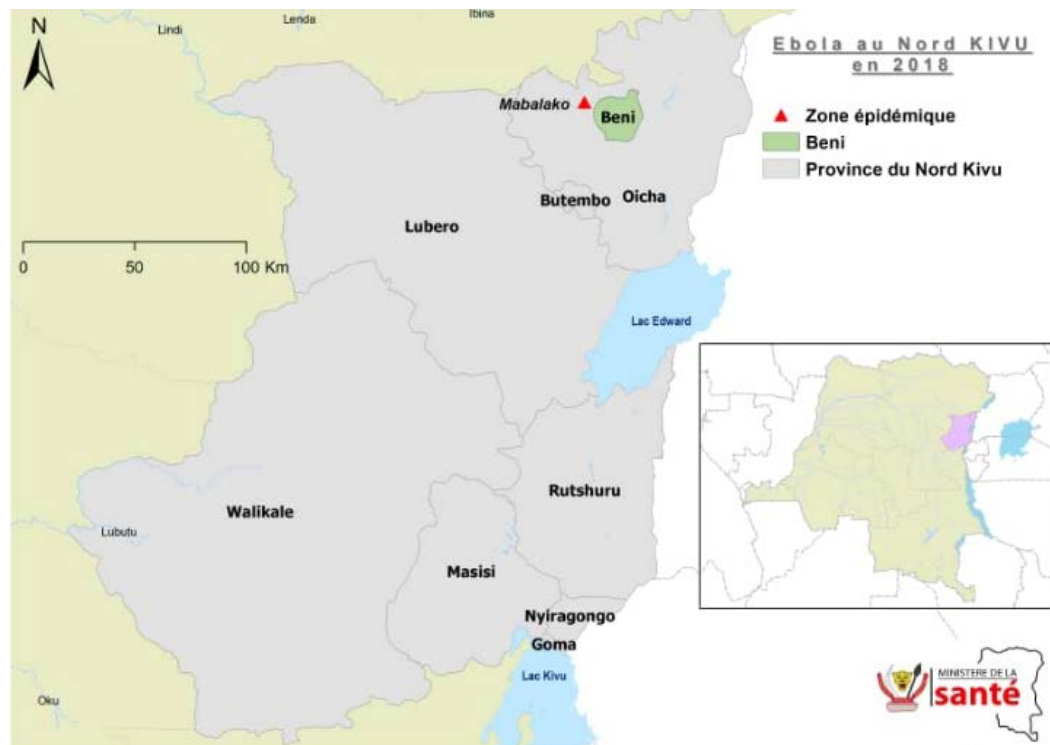 Ibina
Lindi
Lenda
N
Ebola au Nord KIVU
en 2018
Mabalako
Zone épidémique
Beni
Beni
Province du Nord Kivu
Butembo
Oicha
Lubero
0 50 100 Km
Lac Edward
Rutshuru
Walikale
Lubutu
Masisi
Nyiragongo
Goma
Lac Kivu
Oku
MINISTERE DE LA
santé